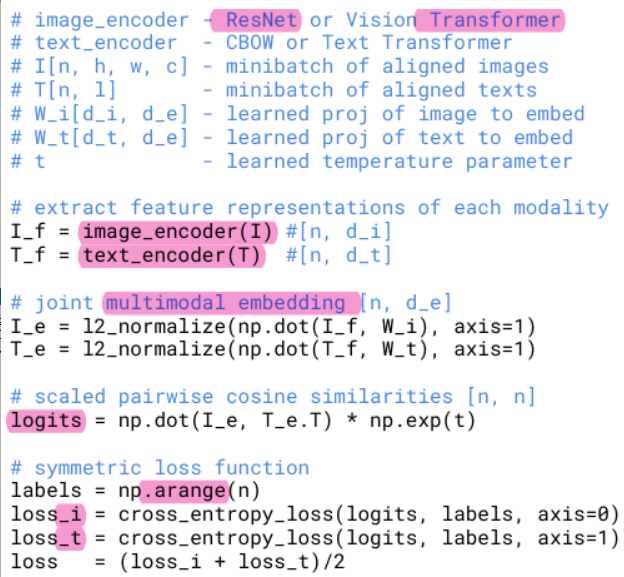 # image_encoder - ResNet or Vision Transformer
# text_encoder - CBOW or Text Transformer
# I[n, h, w, c] - minibatch of aligned images
# T[n, l] - minibatch of aligned texts
# W_i[d_i, d_e] - learned proj of image to embed
# W_t[d_t, d_e] - learned proj of text to embed
# t - learned temperature parameter
# extract feature representations of each modality
I_f = image_encoder(I) #[n, d_i]
T_f = text_encoder(T) #[n, d_t]
# joint multimodal embedding [n, d_e]
I_e = l2_normalize(np.dot(I_f, W_i), axis=1)
T_e = l2_normalize(np.dot(T_f, W_t), axis=1)
# scaled pairwise cosine similarities [n, n]
logits = np.dot(I_e, T_e.T) * np.exp(t)
# symmetric loss function
labels = np.arange(n)
loss_i = cross_entropy_loss(logits, labels, axis=0)
loss_t = cross_entropy_loss(logits, labels, axis=1)
loss = (loss_i + loss_t)/2